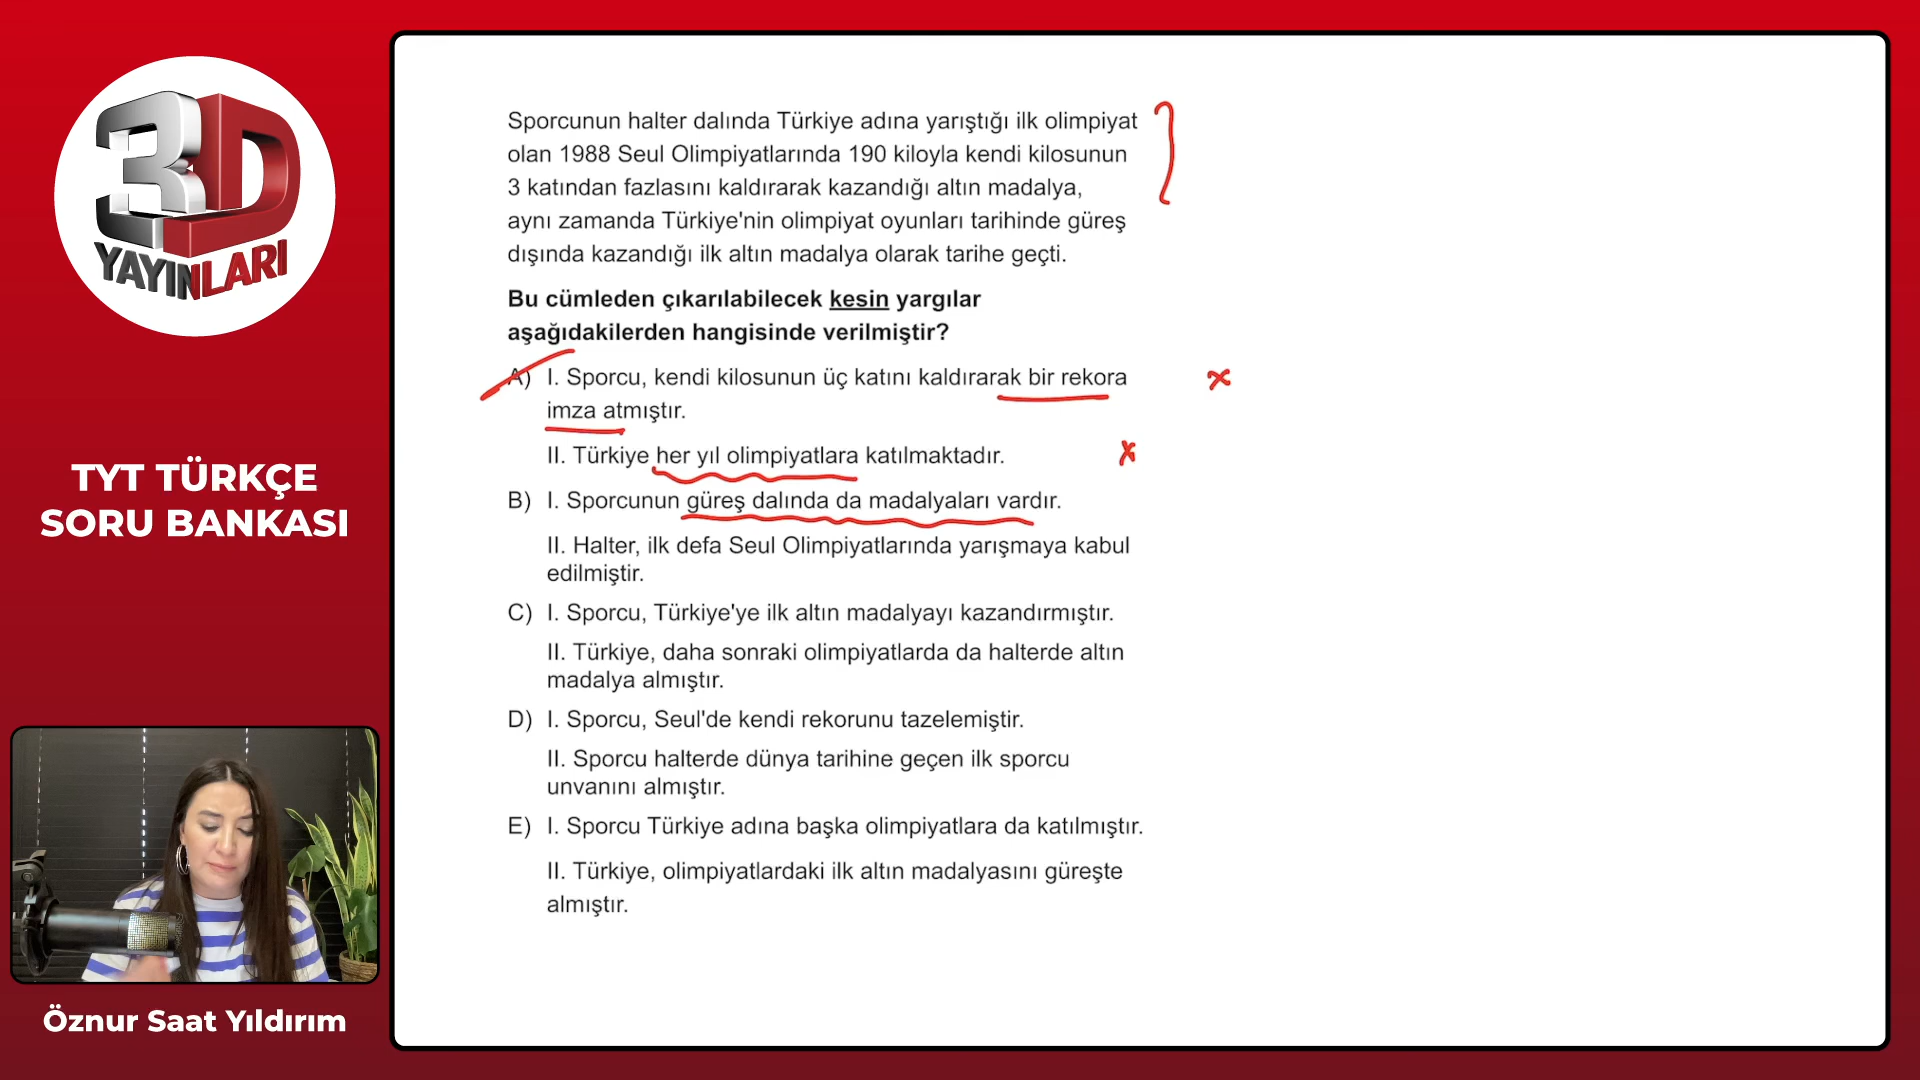 3D
YAYINLARI
TYT TÜRKÇE
SORU BANKASI
Öznur Saat Yıldırım
Sporcunun halter dalında Türkiye adına yarıştığı ilk olimpiyat
olan 1988 Seul Olimpiyatlarında 190 kiloyla kendi kilosunun
3 katından fazlasını kaldırarak kazandığı altın madalya,
aynı zamanda Türkiye'nin olimpiyat oyunları tarihinde güreş
dışında kazandığı ilk altın madalya olarak tarihe geçti.
Bu cümleden çıkarılabilecek kesin yargılar
aşağıdakilerden hangisinde verilmiştir?
A) I. Sporcu, kendi kilosunun üç katını kaldırarak bir rekora
imza atmıştır.
II. Türkiye her yıl olimpiyatlara katılmaktadır.
B) I. Sporcunun güreş dalında da madalyaları vardır.
II. Halter, ilk defa Seul Olimpiyatlarında yarışmaya kabul
edilmiştir.
C) I. Sporcu, Türkiye'ye ilk altın madalyayı kazandırmıştır.
II. Türkiye, daha sonraki olimpiyatlarda da halterde altın
madalya almıştır.
D) I. Sporcu, Seul'de kendi rekorunu tazelemiştir.
II. Sporcu halterde dünya tarihine geçen ilk sporcu
unvanını almıştır.
E) I. Sporcu Türkiye adına başka olimpiyatlara da katılmıştır.
II. Türkiye, olimpiyatlardaki ilk altın madalyasını güreşte
almıştır.